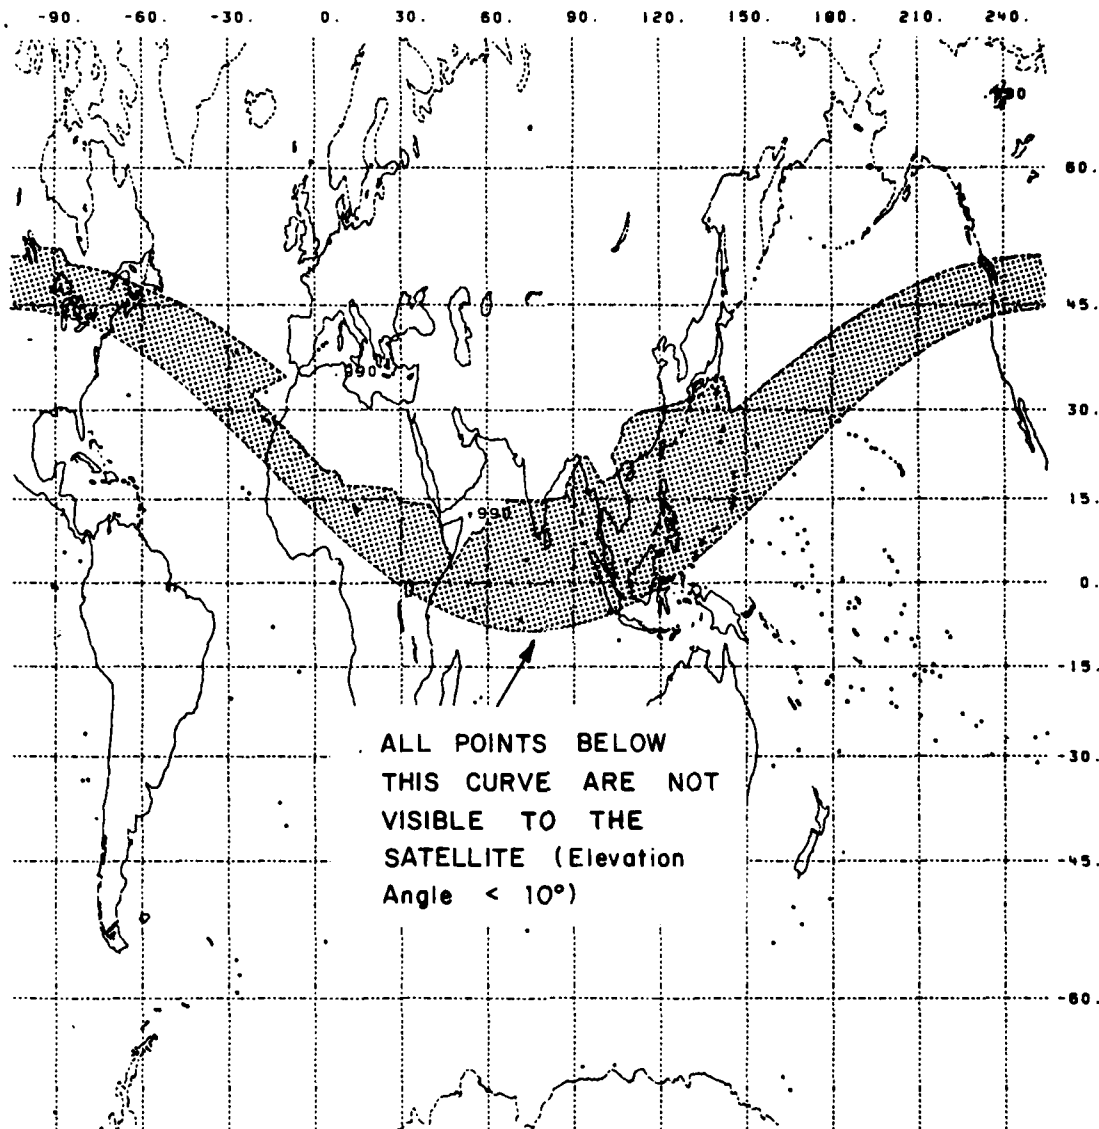 -90. -60. -30. 0. 30. 60. 90. 120. 150. 180. 210. 240.
60.
45.
.990
30.
15.
.990
0.
-15.
ALL POINTS BELOW
THIS CURVE ARE NOT
VISIBLE TO THE
SATELLITE (Elevation
Angle < 10°)
-30.
-45.
-60.